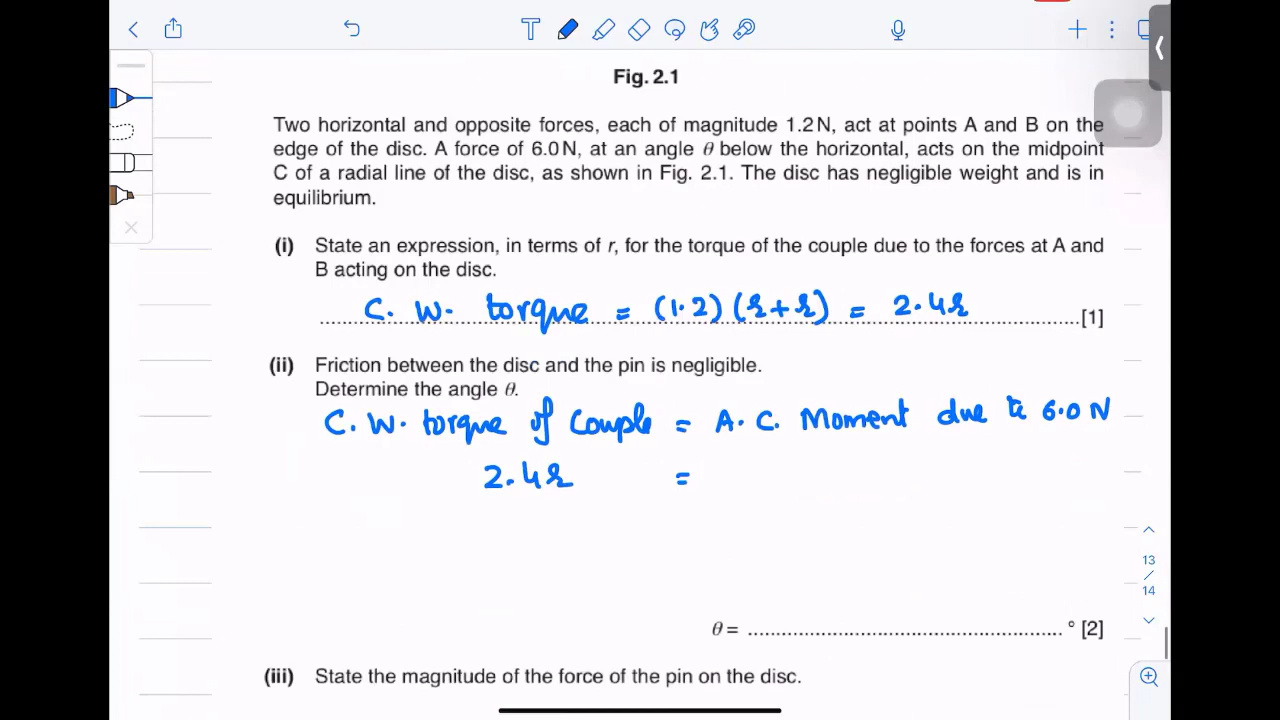 Fig. 2.1
Two horizontal and opposite forces, each of magnitude 1.2 N, act at points A and B on the
edge of the disc. A force of 6.0 N, at an angle θ below the horizontal, acts on the midpoint
C of a radial line of the disc, as shown in Fig. 2.1. The disc has negligible weight and is in
equilibrium.
(i) State an expression, in terms of r, for the torque of the couple due to the forces at A and
B acting on the disc.
C. W. torque = (1.2) (r+r) = 2.4r
[1]
(ii) Friction between the disc and the pin is negligible.
Determine the angle θ.
C. W. torque of Couple = A. C. Moment due to 6.0 N
2.4r =
13
/
14
θ = ............................................................ ° [2]
(iii) State the magnitude of the force of the pin on the disc.